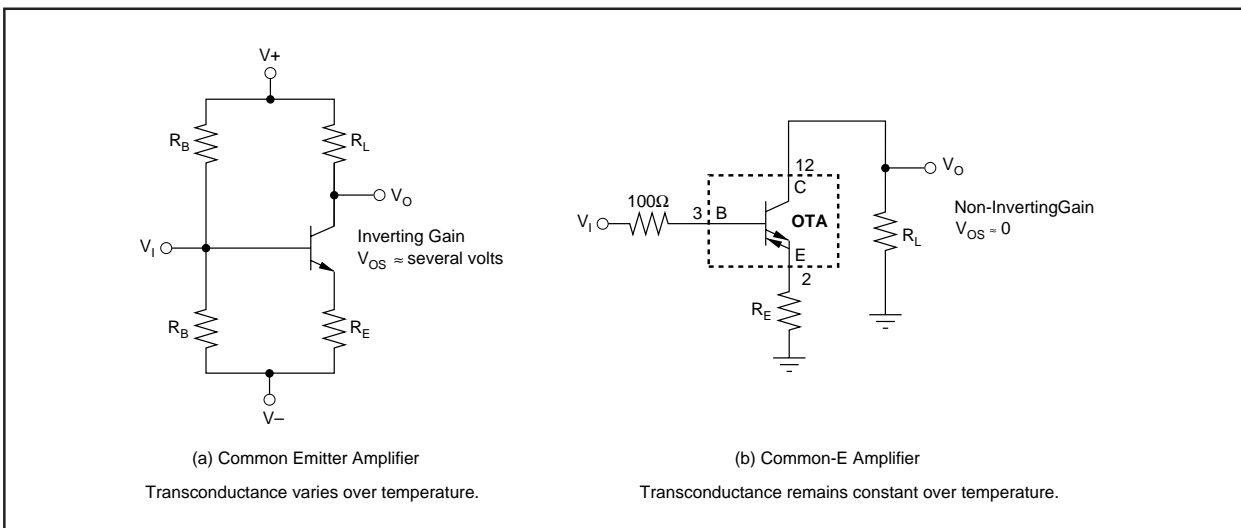 V+
R_B
R_L
V_O
V_I
Inverting Gain
V_OS ≈ several volts
R_B
R_E
V–
(a) Common Emitter Amplifier
Transconductance varies over temperature.
12
C
V_O
100Ω
3
B
OTA
V_I
Non-InvertingGain
V_OS ≈ 0
R_L
E
2
R_E
(b) Common-E Amplifier
Transconductance remains constant over temperature.